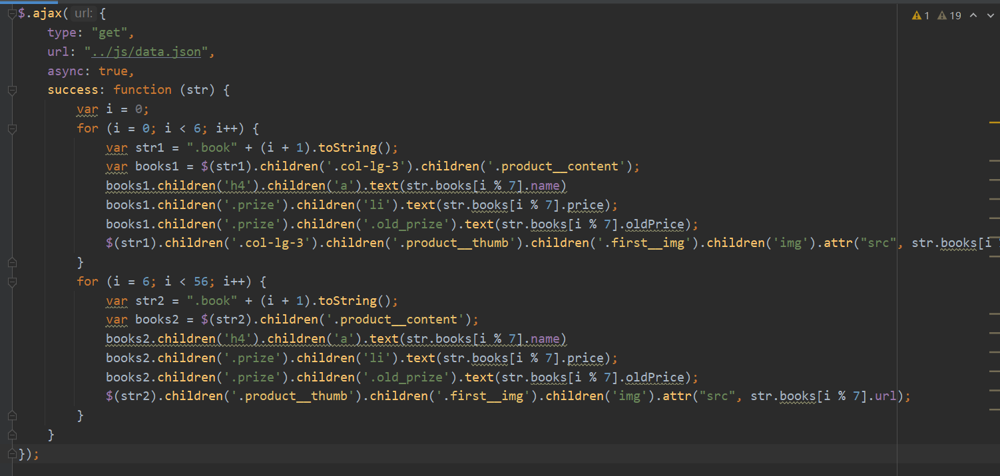 $.ajax( url: {
    type: "get",
    url: "../js/data.json",
    async: true,
    success: function (str) {
        var i = 0;
        for (i = 0; i < 6; i++) {
            var str1 = ".book" + (i + 1).toString();
            var books1 = $(str1).children('.col-lg-3').children('.product__content');
            books1.children('h4').children('a').text(str.books[i % 7].name)
            books1.children('.prize').children('li').text(str.books[i % 7].price);
            books1.children('.prize').children('.old_prize').text(str.books[i % 7].oldPrice);
            $(str1).children('.col-lg-3').children('.product__thumb').children('.first__img').children('img').attr("src", str.books[i
        }
        for (i = 6; i < 56; i++) {
            var str2 = ".book" + (i + 1).toString();
            var books2 = $(str2).children('.product__content');
            books2.children('h4').children('a').text(str.books[i % 7].name)
            books2.children('.prize').children('li').text(str.books[i % 7].price);
            books2.children('.prize').children('.old_prize').text(str.books[i % 7].oldPrice);
            $(str2).children('.product__thumb').children('.first__img').children('img').attr("src", str.books[i % 7].url);
        }
    }
});
1 19